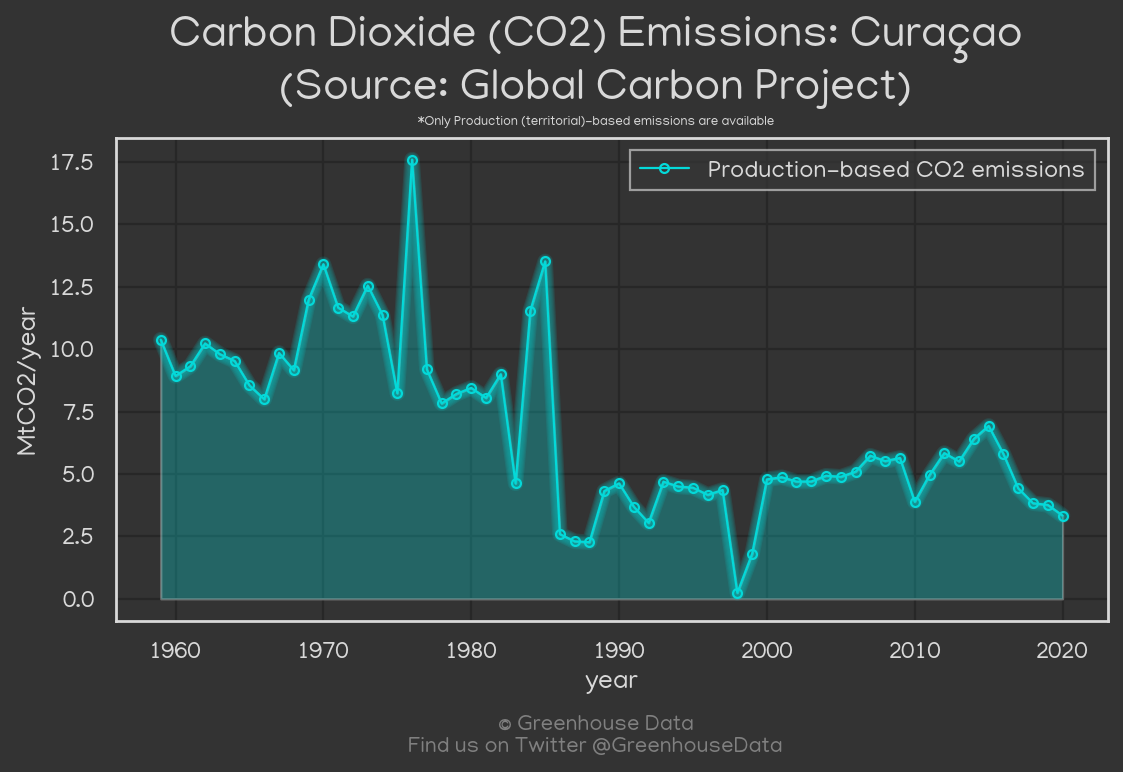 Carbon Dioxide (CO2) Emissions: Curaçao
(Source: Global Carbon Project)
*Only Production (territorial)-based emissions are available
Production-based CO2 emissions
17.5
15.0
12.5
10.0
7.5
5.0
2.5
0.0
MtCO2/year
1960 1970 1980 1990 2000 2010 2020
year
© Greenhouse Data
Find us on Twitter @GreenhouseData